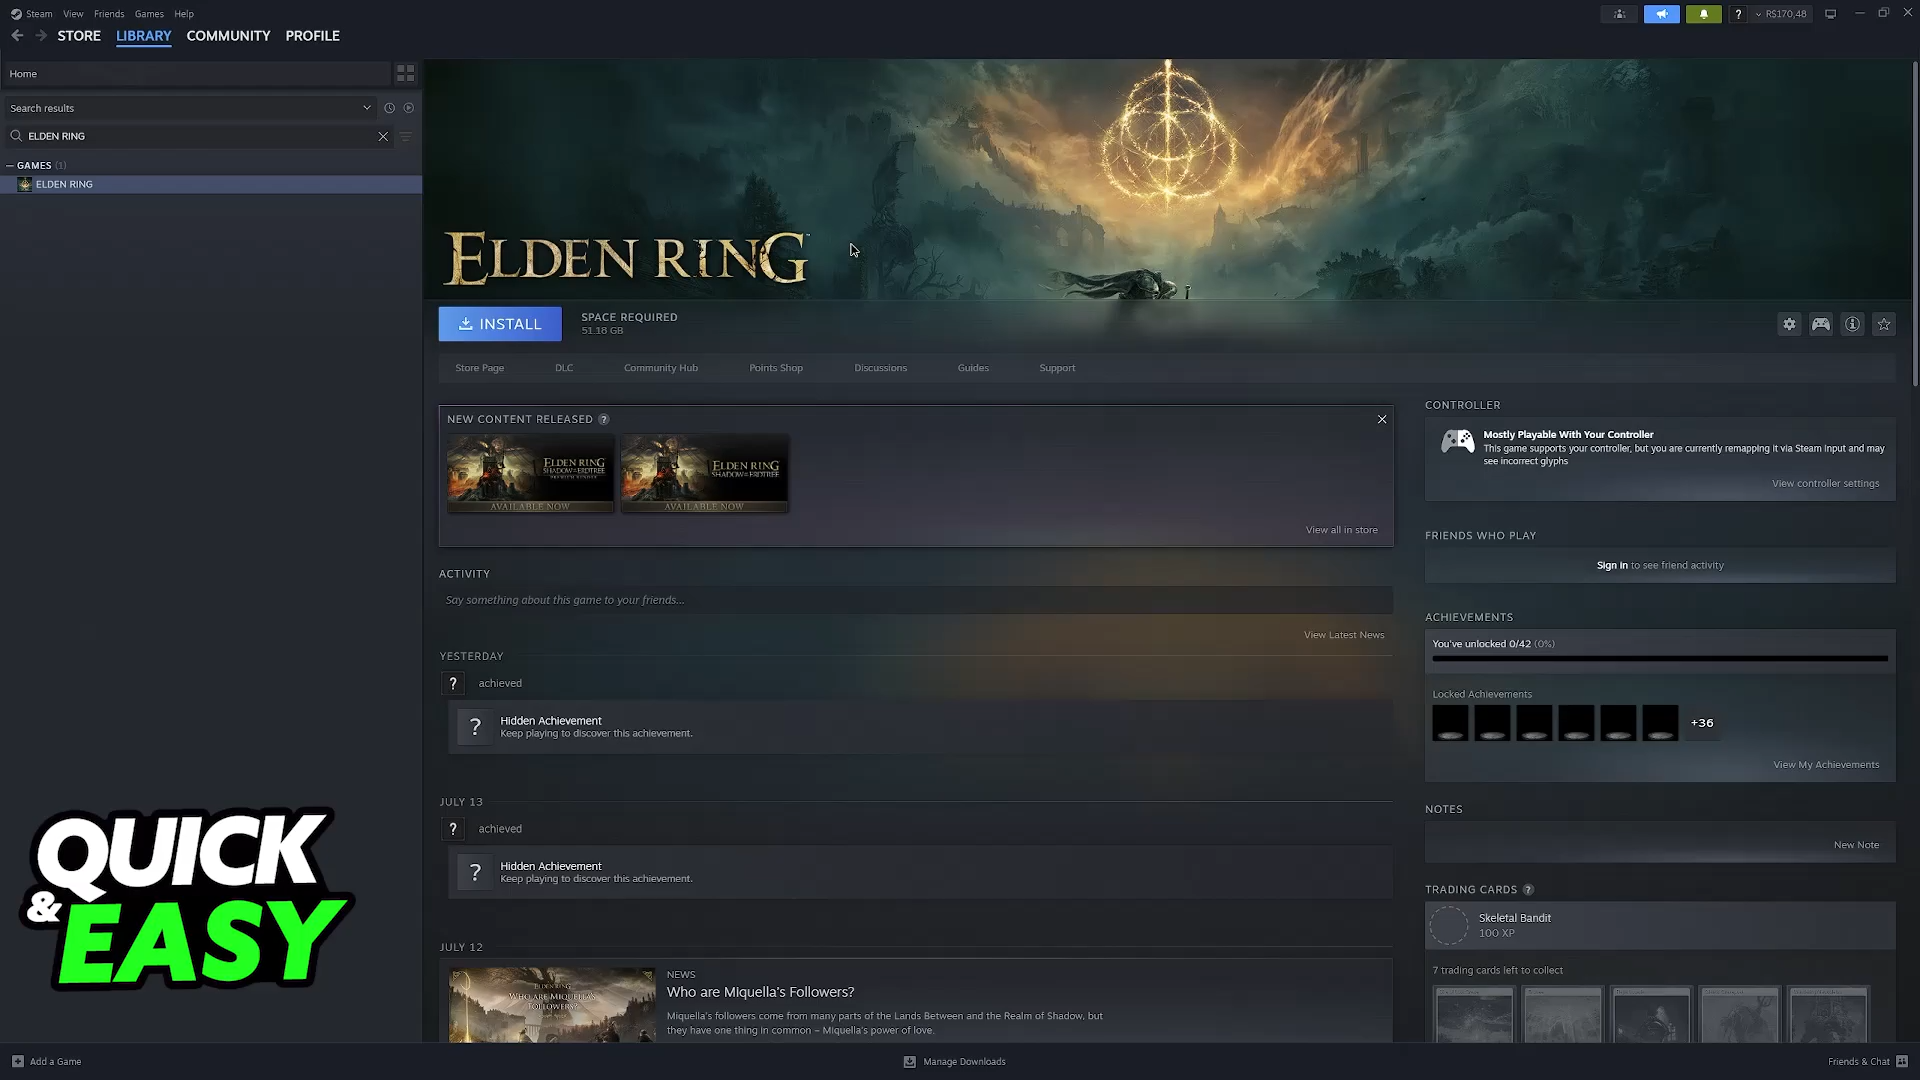 Steam View Friends Games Help
? R$170,48
STORE LIBRARY COMMUNITY PROFILE
Home
Search results
ELDEN RING
GAMES (1)
ELDEN RING
ELDEN RING
INSTALL
SPACE REQUIRED
51.18 GB
Store Page DLC Community Hub Points Shop Discussions Guides Support
NEW CONTENT RELEASED ?
ELDEN RING
SHADOW OF THE ERDTREE
PREMIUM BUNDLE
AVAILABLE NOW
ELDEN RING
SHADOW OF THE ERDTREE
AVAILABLE NOW
View all in store
ACTIVITY
Say something about this game to your friends...
View Latest News
YESTERDAY
? achieved
?
Hidden Achievement
Keep playing to discover this achievement.
JULY 13
? achieved
?
Hidden Achievement
Keep playing to discover this achievement.
JULY 12
ELDEN RING
WHO ARE MIQUELLA'S
FOLLOWERS?
NEWS
Who are Miquella's Followers?
Miquella's followers come from many parts of the Lands Between and the Realm of Shadow, but
they have one thing in common – Miquella's power of love.
CONTROLLER
Mostly Playable With Your Controller
This game supports your controller, but you are currently remapping it via Steam Input and may
see incorrect glyphs
View controller settings
FRIENDS WHO PLAY
Sign in to see friend activity
ACHIEVEMENTS
You've unlocked 0/42 (0%)
Locked Achievements
+36
View My Achievements
NOTES
New Note
TRADING CARDS ?
Skeletal Bandit
100 XP
7 trading cards left to collect
QUICK
& EASY
Add a Game
Manage Downloads
Friends & Chat